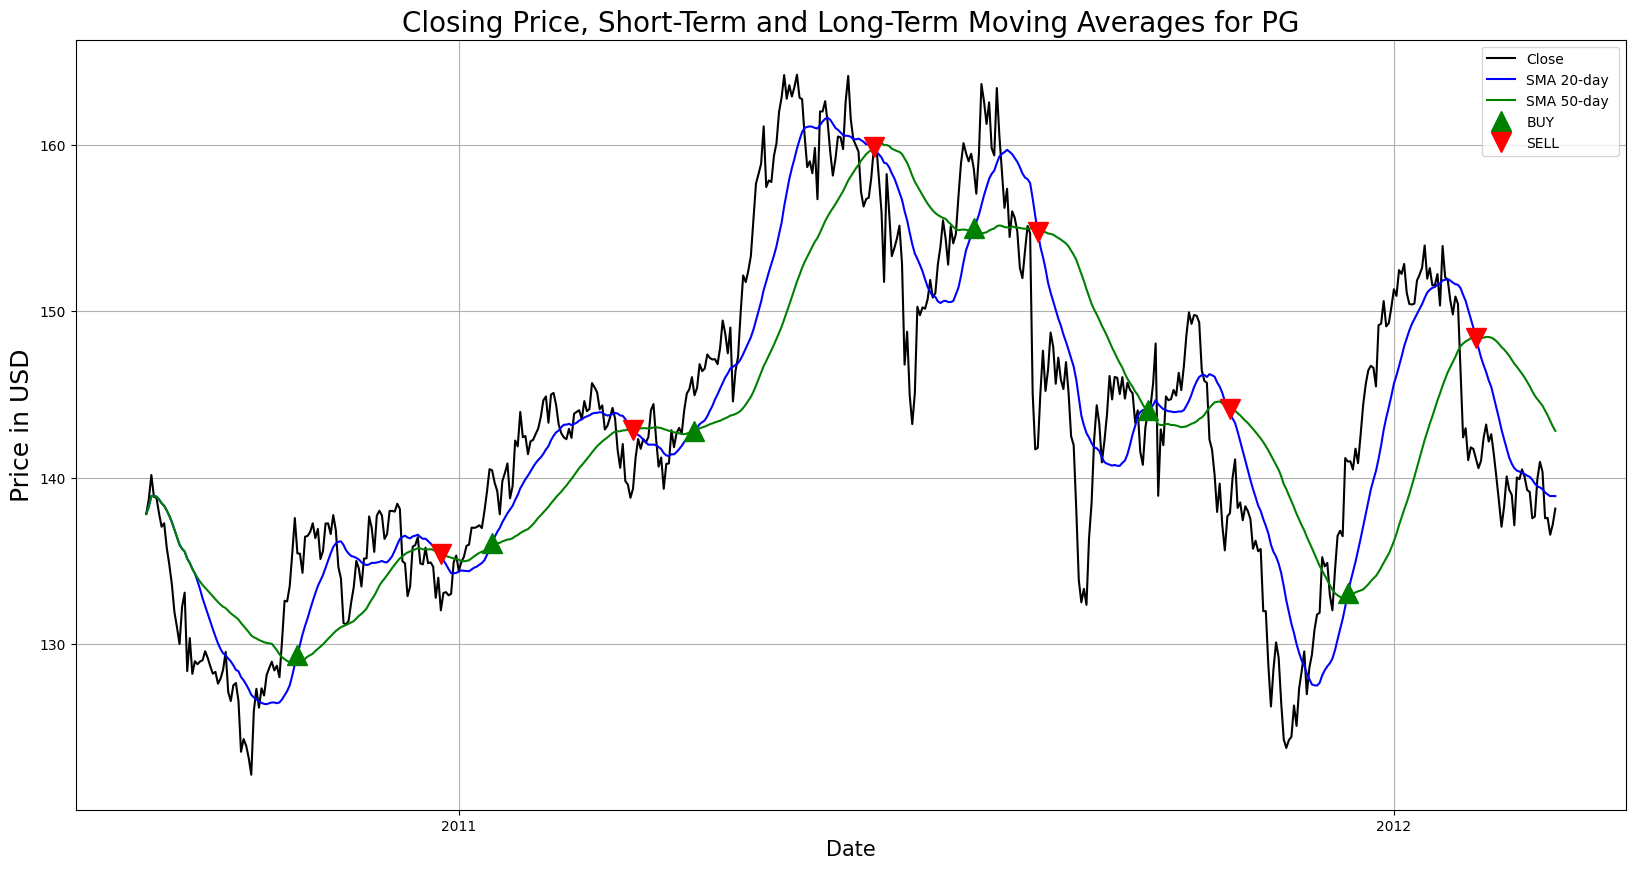 Closing Price, Short-Term and Long-Term Moving Averages for PG
Close
SMA 20-day
SMA 50-day
BUY
SELL
160
150
140
130
Price in USD
2011
2012
Date